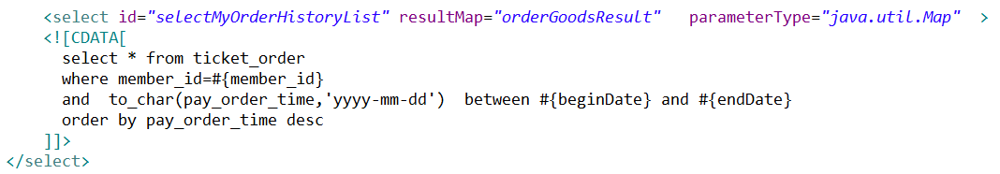 <select id="selectMyOrderHistoryList" resultMap="orderGoodsResult"   parameterType="java.util.Map"  >
<![CDATA[
select * from ticket_order
where member_id=#{member_id}
and  to_char(pay_order_time,'yyyy-mm-dd')  between #{beginDate} and #{endDate}
order by pay_order_time desc
]]>
</select>